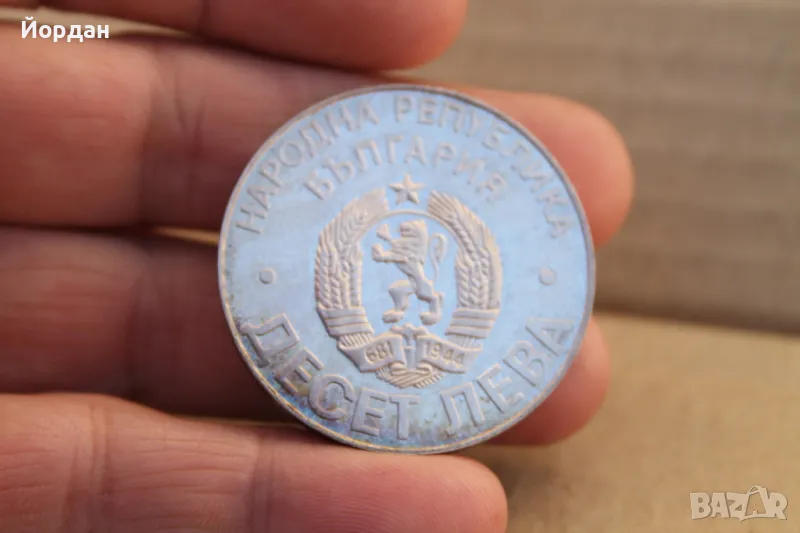 Йордан
НАРОДНА РЕПУБЛИКА
БЪЛГАРИЯ
681 1944
ДЕСЕТ ЛЕВА
BAZAR